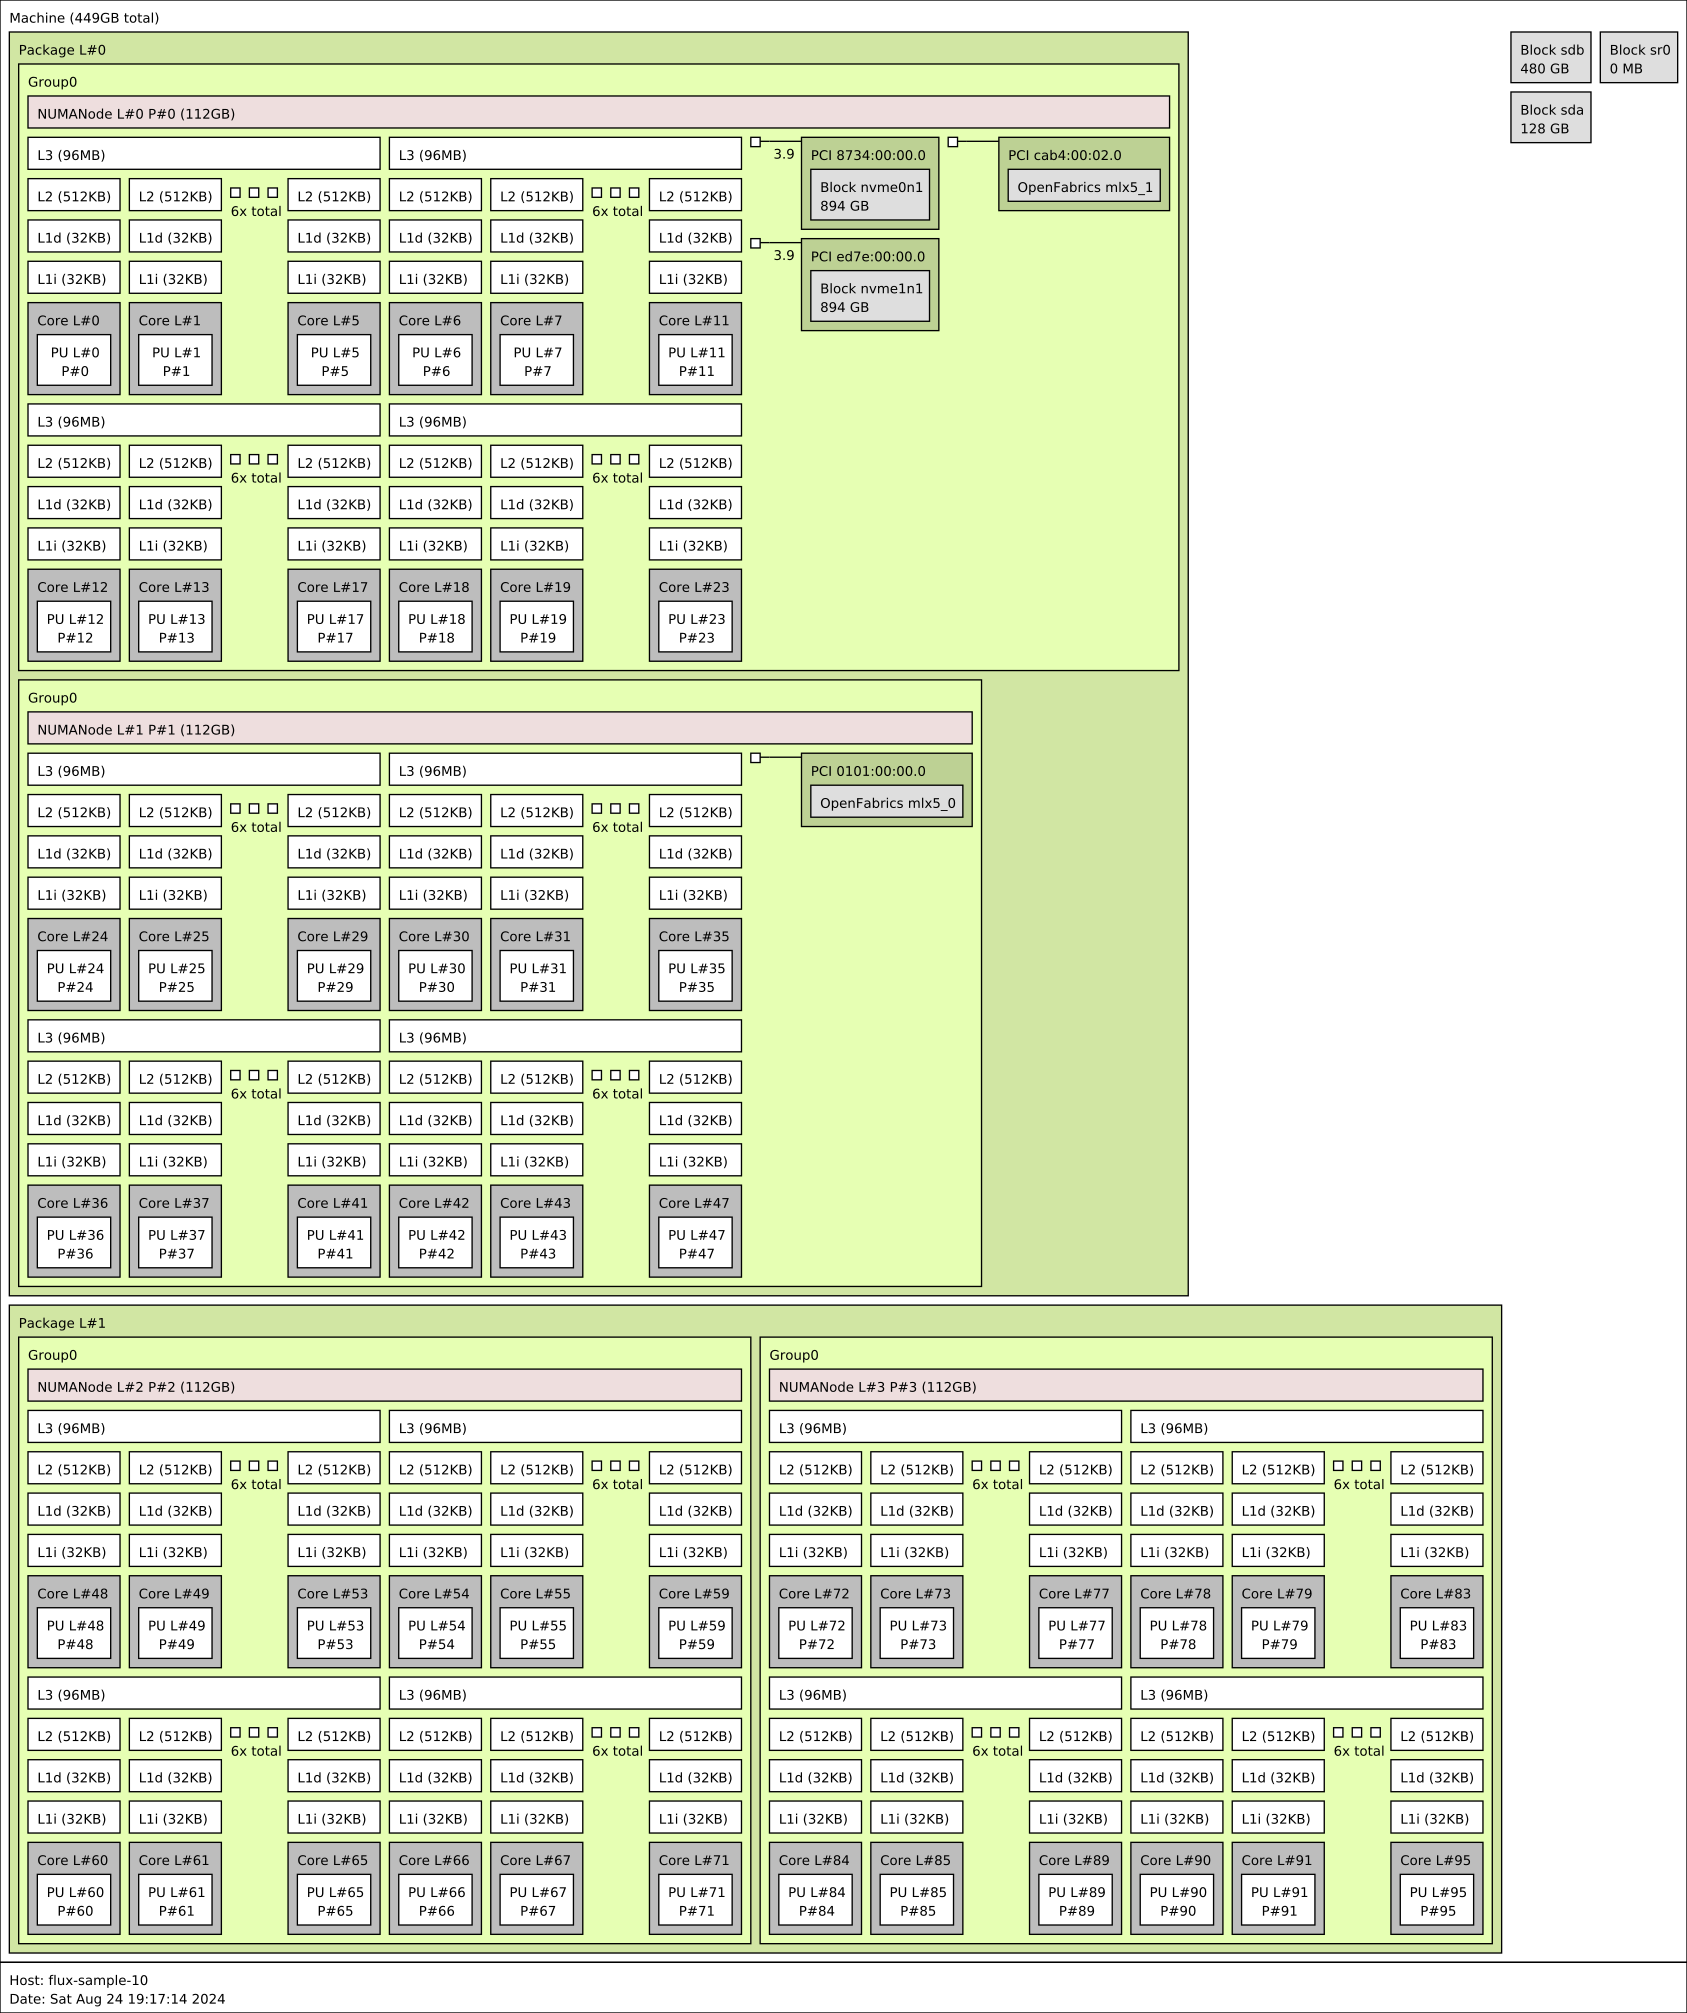 Machine (449GB total)
Package L#0
Group0
NUMANode L#0 P#0 (112GB)
L3 (96MB) L3 (96MB)
L2 (512KB) L2 (512KB) 6x total L2 (512KB) L2 (512KB) L2 (512KB) 6x total L2 (512KB)
L1d (32KB) L1d (32KB) L1d (32KB) L1d (32KB) L1d (32KB) L1d (32KB)
L1i (32KB) L1i (32KB) L1i (32KB) L1i (32KB) L1i (32KB) L1i (32KB)
Core L#0 Core L#1 Core L#5 Core L#6 Core L#7 Core L#11
PU L#0 PU L#1 PU L#5 PU L#6 PU L#7 PU L#11
P#0 P#1 P#5 P#6 P#7 P#11
L3 (96MB) L3 (96MB)
L2 (512KB) L2 (512KB) 6x total L2 (512KB) L2 (512KB) L2 (512KB) 6x total L2 (512KB)
L1d (32KB) L1d (32KB) L1d (32KB) L1d (32KB) L1d (32KB) L1d (32KB)
L1i (32KB) L1i (32KB) L1i (32KB) L1i (32KB) L1i (32KB) L1i (32KB)
Core L#12 Core L#13 Core L#17 Core L#18 Core L#19 Core L#23
PU L#12 PU L#13 PU L#17 PU L#18 PU L#19 PU L#23
P#12 P#13 P#17 P#18 P#19 P#23
3.9 PCI 8734:00:00.0
Block nvme0n1
894 GB
3.9 PCI ed7e:00:00.0
Block nvme1n1
894 GB
PCI cab4:00:02.0
OpenFabrics mlx5_1
Group0
NUMANode L#1 P#1 (112GB)
L3 (96MB) L3 (96MB)
L2 (512KB) L2 (512KB) 6x total L2 (512KB) L2 (512KB) L2 (512KB) 6x total L2 (512KB)
L1d (32KB) L1d (32KB) L1d (32KB) L1d (32KB) L1d (32KB) L1d (32KB)
L1i (32KB) L1i (32KB) L1i (32KB) L1i (32KB) L1i (32KB) L1i (32KB)
Core L#24 Core L#25 Core L#29 Core L#30 Core L#31 Core L#35
PU L#24 PU L#25 PU L#29 PU L#30 PU L#31 PU L#35
P#24 P#25 P#29 P#30 P#31 P#35
L3 (96MB) L3 (96MB)
L2 (512KB) L2 (512KB) 6x total L2 (512KB) L2 (512KB) L2 (512KB) 6x total L2 (512KB)
L1d (32KB) L1d (32KB) L1d (32KB) L1d (32KB) L1d (32KB) L1d (32KB)
L1i (32KB) L1i (32KB) L1i (32KB) L1i (32KB) L1i (32KB) L1i (32KB)
Core L#36 Core L#37 Core L#41 Core L#42 Core L#43 Core L#47
PU L#36 PU L#37 PU L#41 PU L#42 PU L#43 PU L#47
P#36 P#37 P#41 P#42 P#43 P#47
PCI 0101:00:00.0
OpenFabrics mlx5_0
Package L#1
Group0
NUMANode L#2 P#2 (112GB)
L3 (96MB) L3 (96MB)
L2 (512KB) L2 (512KB) 6x total L2 (512KB) L2 (512KB) L2 (512KB) 6x total L2 (512KB)
L1d (32KB) L1d (32KB) L1d (32KB) L1d (32KB) L1d (32KB) L1d (32KB)
L1i (32KB) L1i (32KB) L1i (32KB) L1i (32KB) L1i (32KB) L1i (32KB)
Core L#48 Core L#49 Core L#53 Core L#54 Core L#55 Core L#59
PU L#48 PU L#49 PU L#53 PU L#54 PU L#55 PU L#59
P#48 P#49 P#53 P#54 P#55 P#59
L3 (96MB) L3 (96MB)
L2 (512KB) L2 (512KB) 6x total L2 (512KB) L2 (512KB) L2 (512KB) 6x total L2 (512KB)
L1d (32KB) L1d (32KB) L1d (32KB) L1d (32KB) L1d (32KB) L1d (32KB)
L1i (32KB) L1i (32KB) L1i (32KB) L1i (32KB) L1i (32KB) L1i (32KB)
Core L#60 Core L#61 Core L#65 Core L#66 Core L#67 Core L#71
PU L#60 PU L#61 PU L#65 PU L#66 PU L#67 PU L#71
P#60 P#61 P#65 P#66 P#67 P#71
Group0
NUMANode L#3 P#3 (112GB)
L3 (96MB) L3 (96MB)
L2 (512KB) L2 (512KB) 6x total L2 (512KB) L2 (512KB) L2 (512KB) 6x total L2 (512KB)
L1d (32KB) L1d (32KB) L1d (32KB) L1d (32KB) L1d (32KB) L1d (32KB)
L1i (32KB) L1i (32KB) L1i (32KB) L1i (32KB) L1i (32KB) L1i (32KB)
Core L#72 Core L#73 Core L#77 Core L#78 Core L#79 Core L#83
PU L#72 PU L#73 PU L#77 PU L#78 PU L#79 PU L#83
P#72 P#73 P#77 P#78 P#79 P#83
L3 (96MB) L3 (96MB)
L2 (512KB) L2 (512KB) 6x total L2 (512KB) L2 (512KB) L2 (512KB) 6x total L2 (512KB)
L1d (32KB) L1d (32KB) L1d (32KB) L1d (32KB) L1d (32KB) L1d (32KB)
L1i (32KB) L1i (32KB) L1i (32KB) L1i (32KB) L1i (32KB) L1i (32KB)
Core L#84 Core L#85 Core L#89 Core L#90 Core L#91 Core L#95
PU L#84 PU L#85 PU L#89 PU L#90 PU L#91 PU L#95
P#84 P#85 P#89 P#90 P#91 P#95
Block sdb
480 GB
Block sr0
0 MB
Block sda
128 GB
Host: flux-sample-10
Date: Sat Aug 24 19:17:14 2024